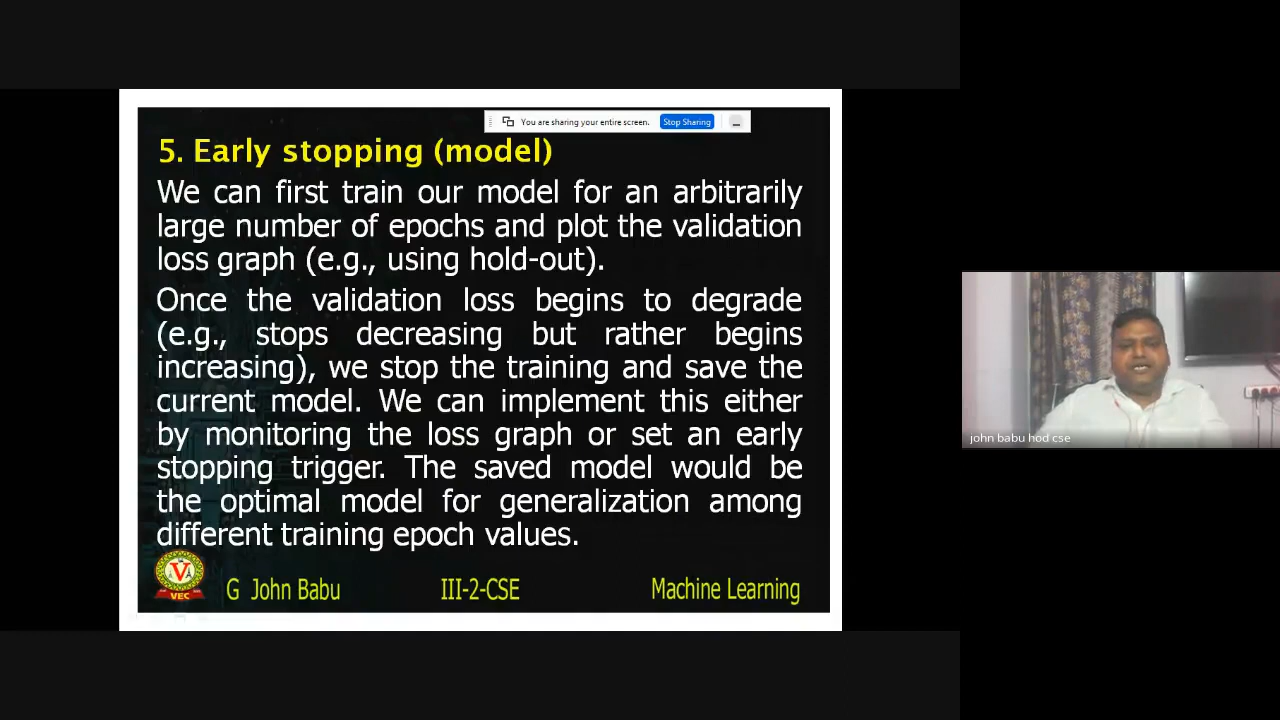 You are sharing your entire screen.
Stop Sharing
5. Early stopping (model)
We can first train our model for an arbitrarily
large number of epochs and plot the validation
loss graph (e.g., using hold-out).
Once the validation loss begins to degrade
(e.g., stops decreasing but rather begins
increasing), we stop the training and save the
current model. We can implement this either
by monitoring the loss graph or set an early
stopping trigger. The saved model would be
the optimal model for generalization among
different training epoch values.
V
VEC
G John Babu
III-2-CSE
Machine Learning
john babu hod cse